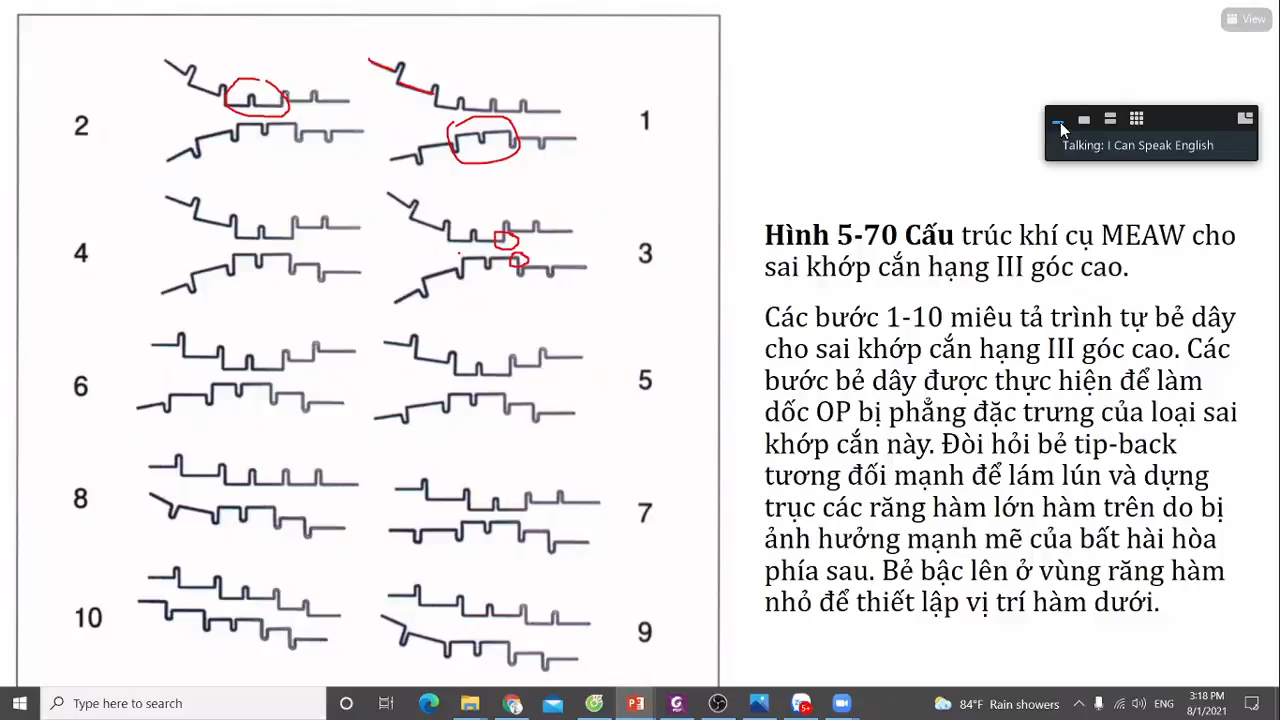 View
Talking: I Can Speak English
2
1
4
3
6
5
8
7
10
9
Hình 5-70 Cấu trúc khí cụ MEAW cho
sai khớp cắn hạng III góc cao.
Các bước 1-10 miêu tả trình tự bẻ dây
cho sai khớp cắn hạng III góc cao. Các
bước bẻ dây được thực hiện để làm
dốc OP bị phẳng đặc trưng của loại sai
khớp cắn này. Đòi hỏi bẻ tip-back
tương đối mạnh để lám lún và dựng
trục các răng hàm lớn hàm trên do bị
ảnh hưởng mạnh mẽ của bất hài hòa
phía sau. Bẻ bậc lên ở vùng răng hàm
nhỏ để thiết lập vị trí hàm dưới.
Type here to search
84°F Rain showers
3:18 PM
8/1/2021